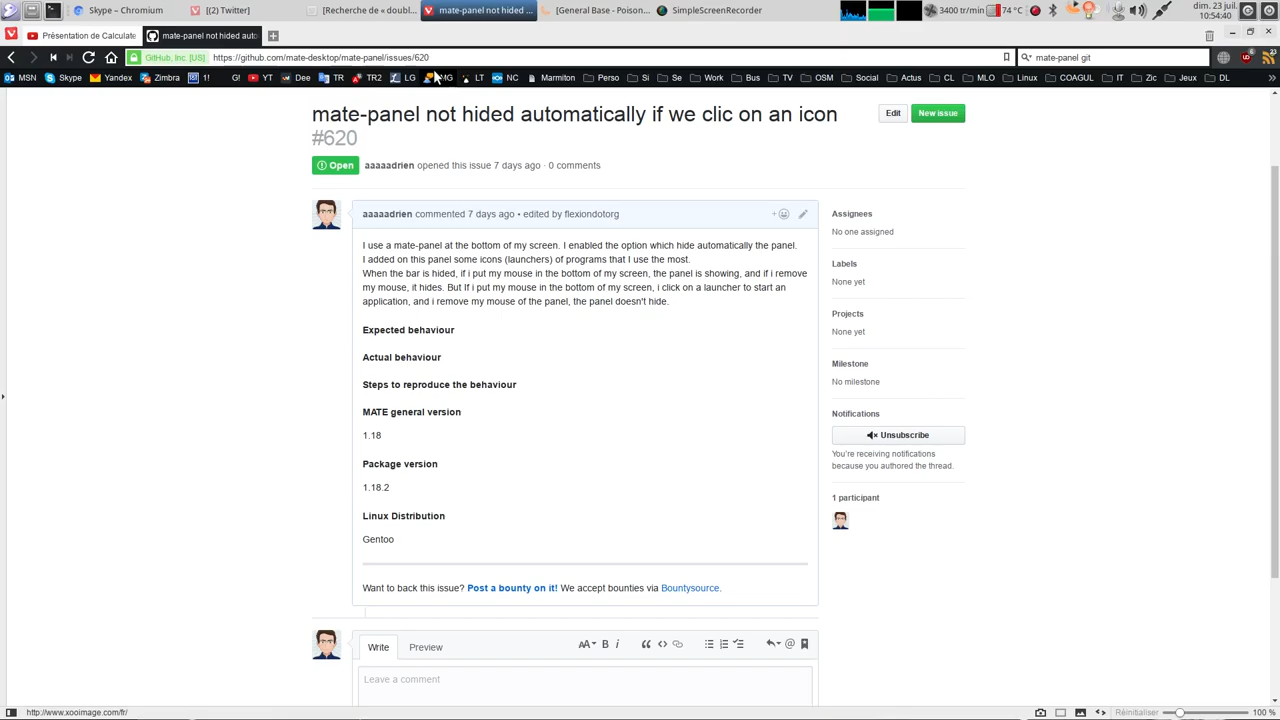 Skype – Chromium
[(2) Twitter]
[Recherche de « doubl...
mate-panel not hided ...
[General Base - Poison...
SimpleScreenRecorder
3400 tr/min
74 °C
dim. 23 juil.
10:54:40
Présentation de Calculate
mate-panel not hided auto
GitHub, Inc. [US]
https://github.com/mate-desktop/mate-panel/issues/620
mate-panel git
MSN Skype Yandex Zimbra 1! G! YT Dee TR TR2 LG MG LT NC Marmiton Perso Si Se Work Bus TV OSM Social Actus CL MLO Linux COAGUL IT Zic Jeux DL
mate-panel not hided automatically if we clic on an icon
#620
Edit
New issue
Open
aaaaadrien opened this issue 7 days ago · 0 comments
aaaaadrien commented 7 days ago • edited by flexiondotorg
I use a mate-panel at the bottom of my screen. I enabled the option which hide automatically the panel.
I added on this panel some icons (launchers) of programs that I use the most.
When the bar is hided, if i put my mouse in the bottom of my screen, the panel is showing, and if i remove
my mouse, it hides. But If i put my mouse in the bottom of my screen, i click on a launcher to start an
application, and i remove my mouse of the panel, the panel doesn't hide.
Expected behaviour
Actual behaviour
Steps to reproduce the behaviour
MATE general version
1.18
Package version
1.18.2
Linux Distribution
Gentoo
Want to back this issue? Post a bounty on it! We accept bounties via Bountysource.
Assignees
No one assigned
Labels
None yet
Projects
None yet
Milestone
No milestone
Notifications
Unsubscribe
You're receiving notifications
because you authored the thread.
1 participant
Write
Preview
AA B i
Leave a comment
http://www.xooimage.com/fr/
Réinitialiser
100 %